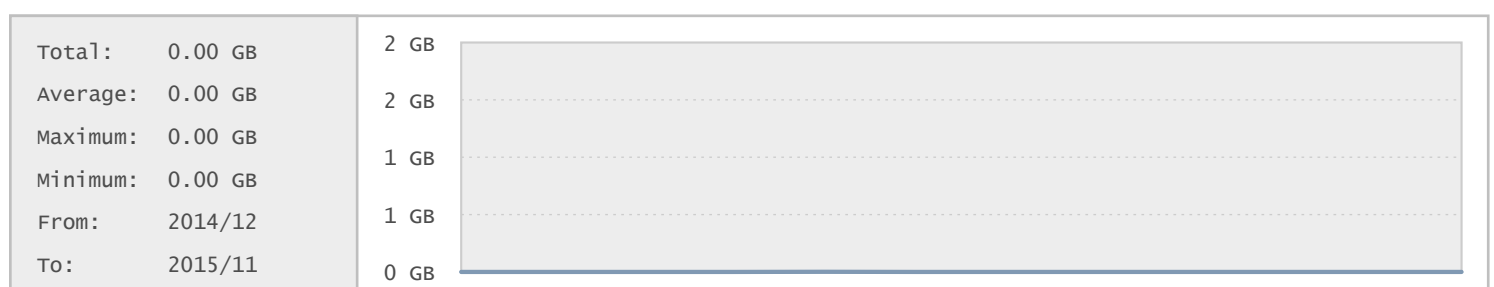 Total: 0.00 GB
Average: 0.00 GB
Maximum: 0.00 GB
Minimum: 0.00 GB
From: 2014/12
To: 2015/11
2 GB
2 GB
1 GB
1 GB
0 GB